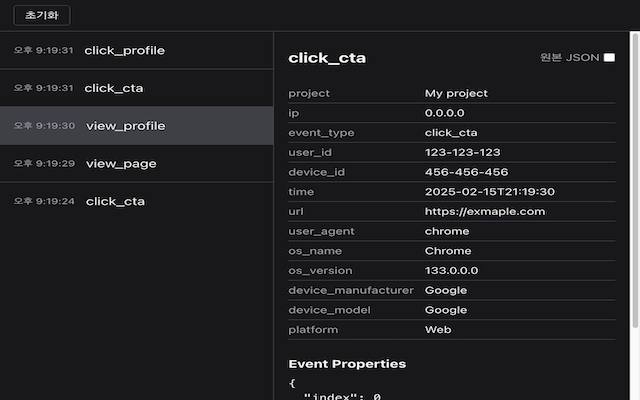 초기화
오후 9:19:31 click_profile
오후 9:19:31 click_cta
오후 9:19:30 view_profile
오후 9:19:29 view_page
오후 9:19:24 click_cta
click_cta 원본 JSON
project My project
ip 0.0.0.0
event_type click_cta
user_id 123-123-123
device_id 456-456-456
time 2025-02-15T21:19:30
url https://exmaple.com
user_agent chrome
os_name Chrome
os_version 133.0.0.0
device_manufacturer Google
device_model Google
platform Web
Event Properties
{
"index": 0